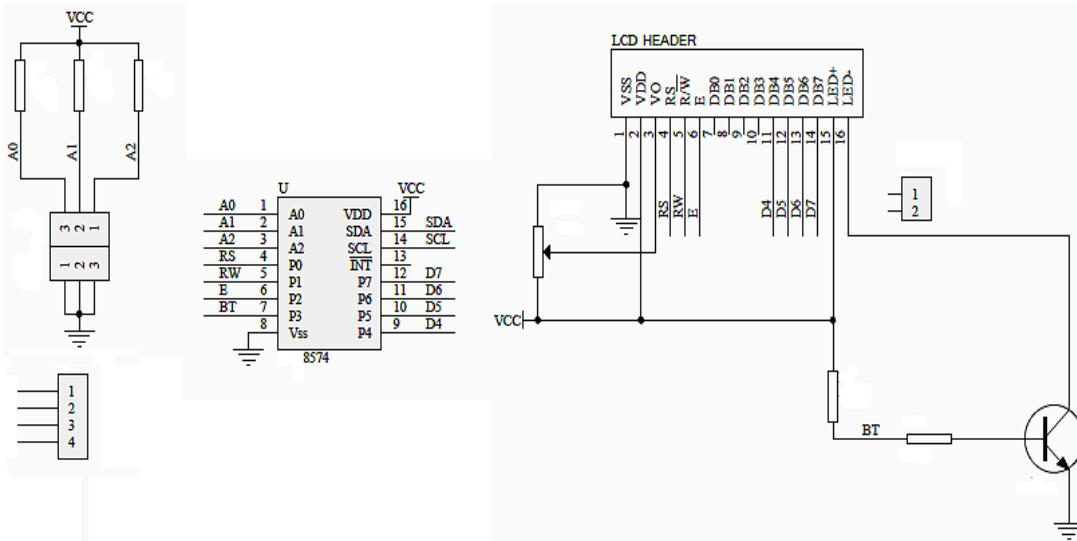 VCC
A0
A1
A2
3 2 1
1 2 3
1
2
3
4
U
VCC
A0 1 A0 VDD 16
A1 2 A1 SDA 15 SDA
A2 3 A2 SCL 14 SCL
RS 4 P0 INT 13
RW 5 P1 P7 12 D7
E 6 P2 P6 11 D6
BT 7 P3 P5 10 D5
8 Vss P4 9 D4
8574
LCD HEADER
VSS VDD VO RS R/W E DB0 DB1 DB2 DB3 DB4 DB5 DB6 DB7 LED+ LED-
1 2 3 4 5 6 7 8 9 10 11 12 13 14 15 16
RS RW E D4 D5 D6 D7
1
2
VCC
BT